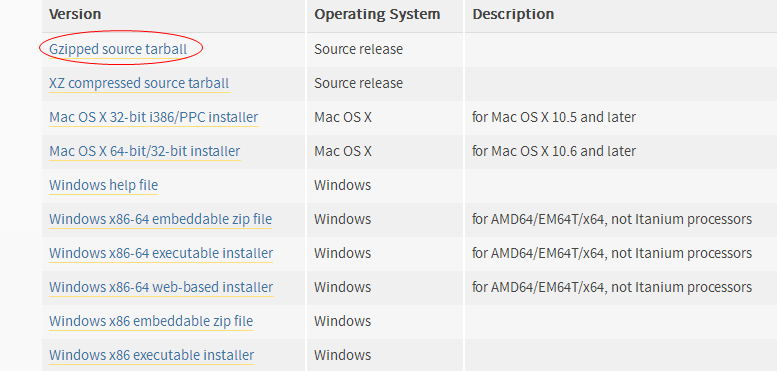 Version Operating System Description
Gzipped source tarball Source release
XZ compressed source tarball Source release
Mac OS X 32-bit i386/PPC installer Mac OS X for Mac OS X 10.5 and later
Mac OS X 64-bit/32-bit installer Mac OS X for Mac OS X 10.6 and later
Windows help file Windows
Windows x86-64 embeddable zip file Windows for AMD64/EM64T/x64, not Itanium processors
Windows x86-64 executable installer Windows for AMD64/EM64T/x64, not Itanium processors
Windows x86-64 web-based installer Windows for AMD64/EM64T/x64, not Itanium processors
Windows x86 embeddable zip file Windows
Windows x86 executable installer Windows